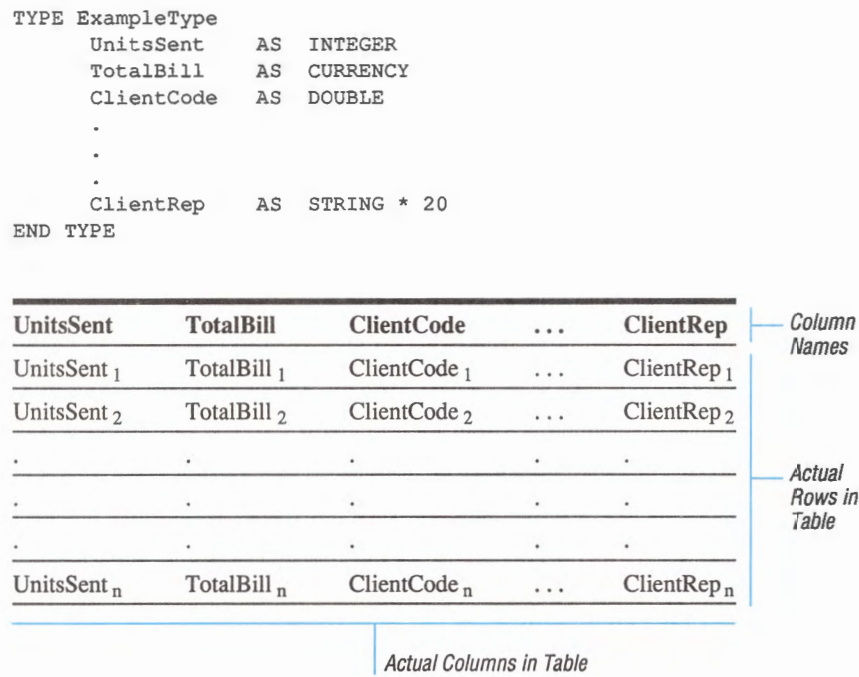 TYPE ExampleType
UnitsSent AS INTEGER
TotalBill AS CURRENCY
ClientCode AS DOUBLE
.
.
.
ClientRep AS STRING * 20
END TYPE
UnitsSent TotalBill ClientCode ... ClientRep
Column Names
UnitsSent 1 TotalBill 1 ClientCode 1 ... ClientRep 1
UnitsSent 2 TotalBill 2 ClientCode 2 ... ClientRep 2
. . . . .
. . . . .
. . . . .
Actual Rows in Table
UnitsSent n TotalBill n ClientCode n ... ClientRep n
Actual Columns in Table